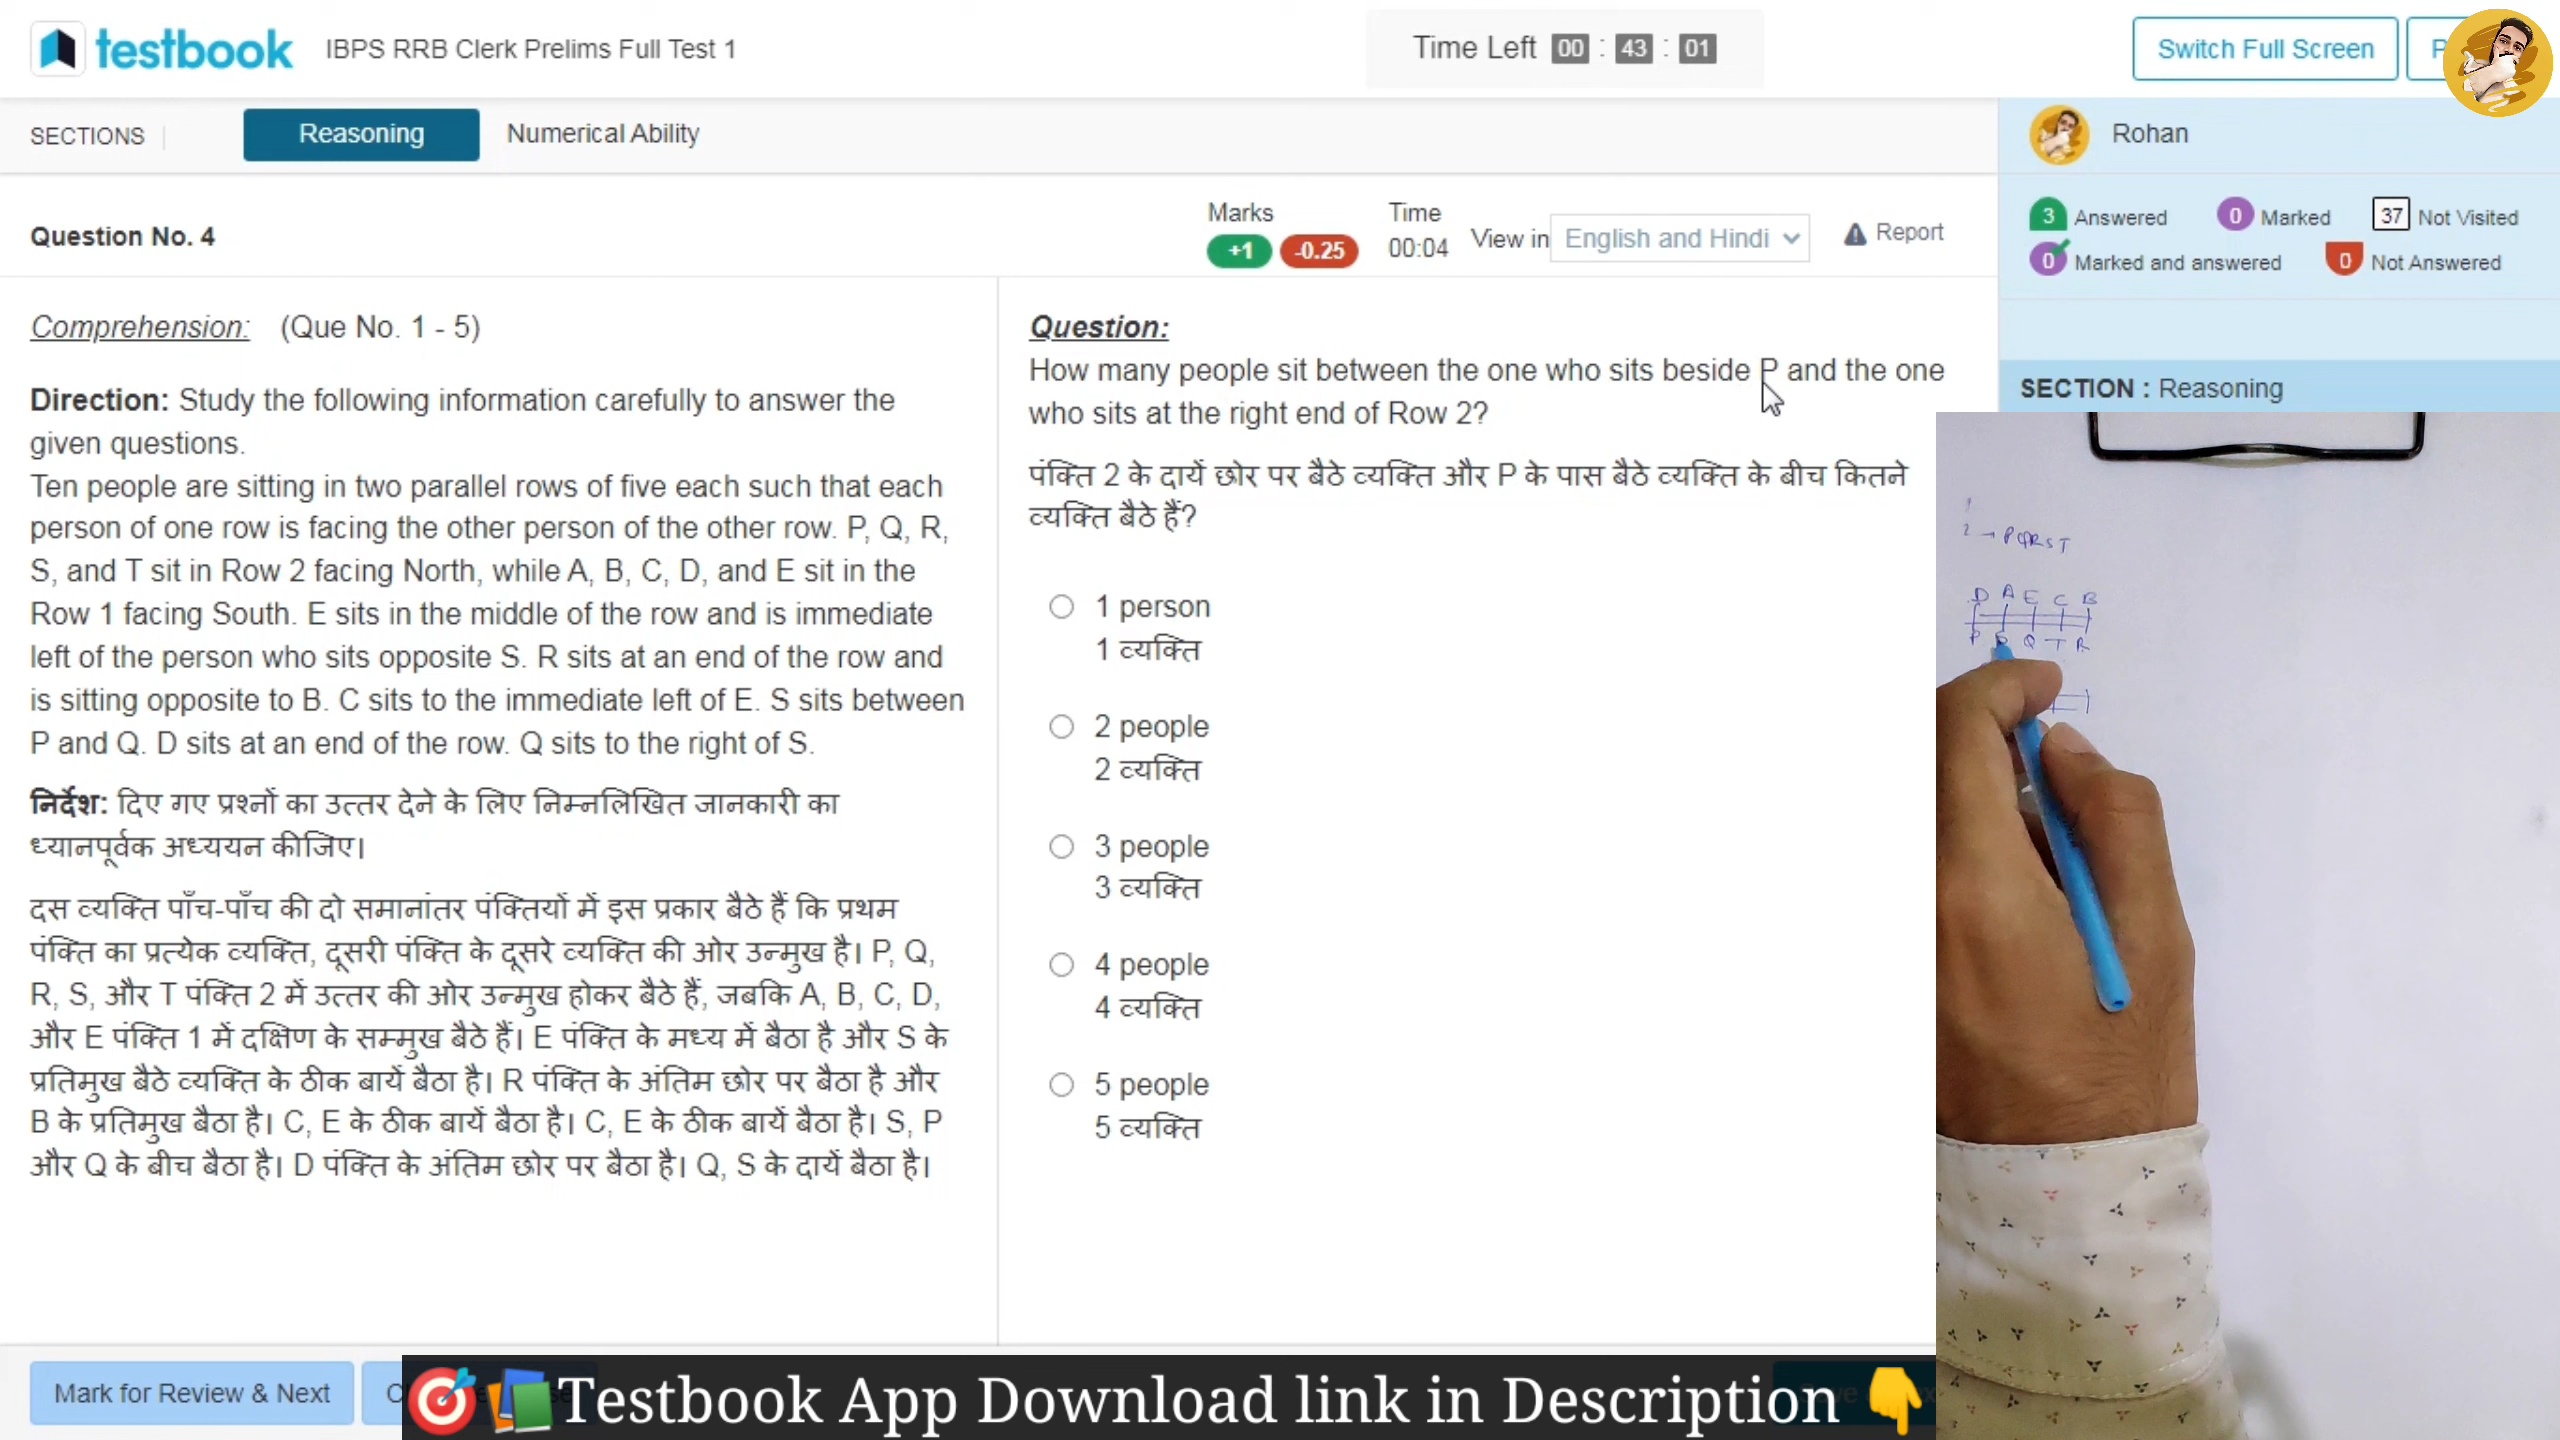 testbook IBPS RRB Clerk Prelims Full Test 1
Time Left 00 : 43 : 01
Switch Full Screen
SECTIONS Reasoning Numerical Ability
Rohan
3 Answered 0 Marked 37 Not Visited
0 Marked and answered 0 Not Answered
Question No. 4
Marks +1 -0.25
Time 00:04
View in English and Hindi
Report
SECTION : Reasoning
Comprehension: (Que No. 1 - 5)
Direction: Study the following information carefully to answer the
given questions.
Ten people are sitting in two parallel rows of five each such that each
person of one row is facing the other person of the other row. P, Q, R,
S, and T sit in Row 2 facing North, while A, B, C, D, and E sit in the
Row 1 facing South. E sits in the middle of the row and is immediate
left of the person who sits opposite S. R sits at an end of the row and
is sitting opposite to B. C sits to the immediate left of E. S sits between
P and Q. D sits at an end of the row. Q sits to the right of S.
निर्देश: दिए गए प्रश्नों का उत्तर देने के लिए निम्नलिखित जानकारी का
ध्यानपूर्वक अध्ययन कीजिए।
दस व्यक्ति पाँच-पाँच की दो समानांतर पंक्तियों में इस प्रकार बैठे हैं कि प्रथम
पंक्ति का प्रत्येक व्यक्ति, दूसरी पंक्ति के दूसरे व्यक्ति की ओर उन्मुख है। P, Q,
R, S, और T पंक्ति 2 में उत्तर की ओर उन्मुख होकर बैठे हैं, जबकि A, B, C, D,
और E पंक्ति 1 में दक्षिण के सम्मुख बैठे हैं। E पंक्ति के मध्य में बैठा है और S के
प्रतिमुख बैठे व्यक्ति के ठीक बायें बैठा है। R पंक्ति के अंतिम छोर पर बैठा है और
B के प्रतिमुख बैठा है। C, E के ठीक बायें बैठा है। C, E के ठीक बायें बैठा है। S, P
और Q के बीच बैठा है। D पंक्ति के अंतिम छोर पर बैठा है। Q, S के दायें बैठा है।
Question:
How many people sit between the one who sits beside P and the one
who sits at the right end of Row 2?
पंक्ति 2 के दायें छोर पर बैठे व्यक्ति और P के पास बैठे व्यक्ति के बीच कितने
व्यक्ति बैठे हैं?
1 person
1 व्यक्ति
2 people
2 व्यक्ति
3 people
3 व्यक्ति
4 people
4 व्यक्ति
5 people
5 व्यक्ति
1
2 → PQRST
D A E C B
P S Q T R
Mark for Review & Next
Testbook App Download link in Description